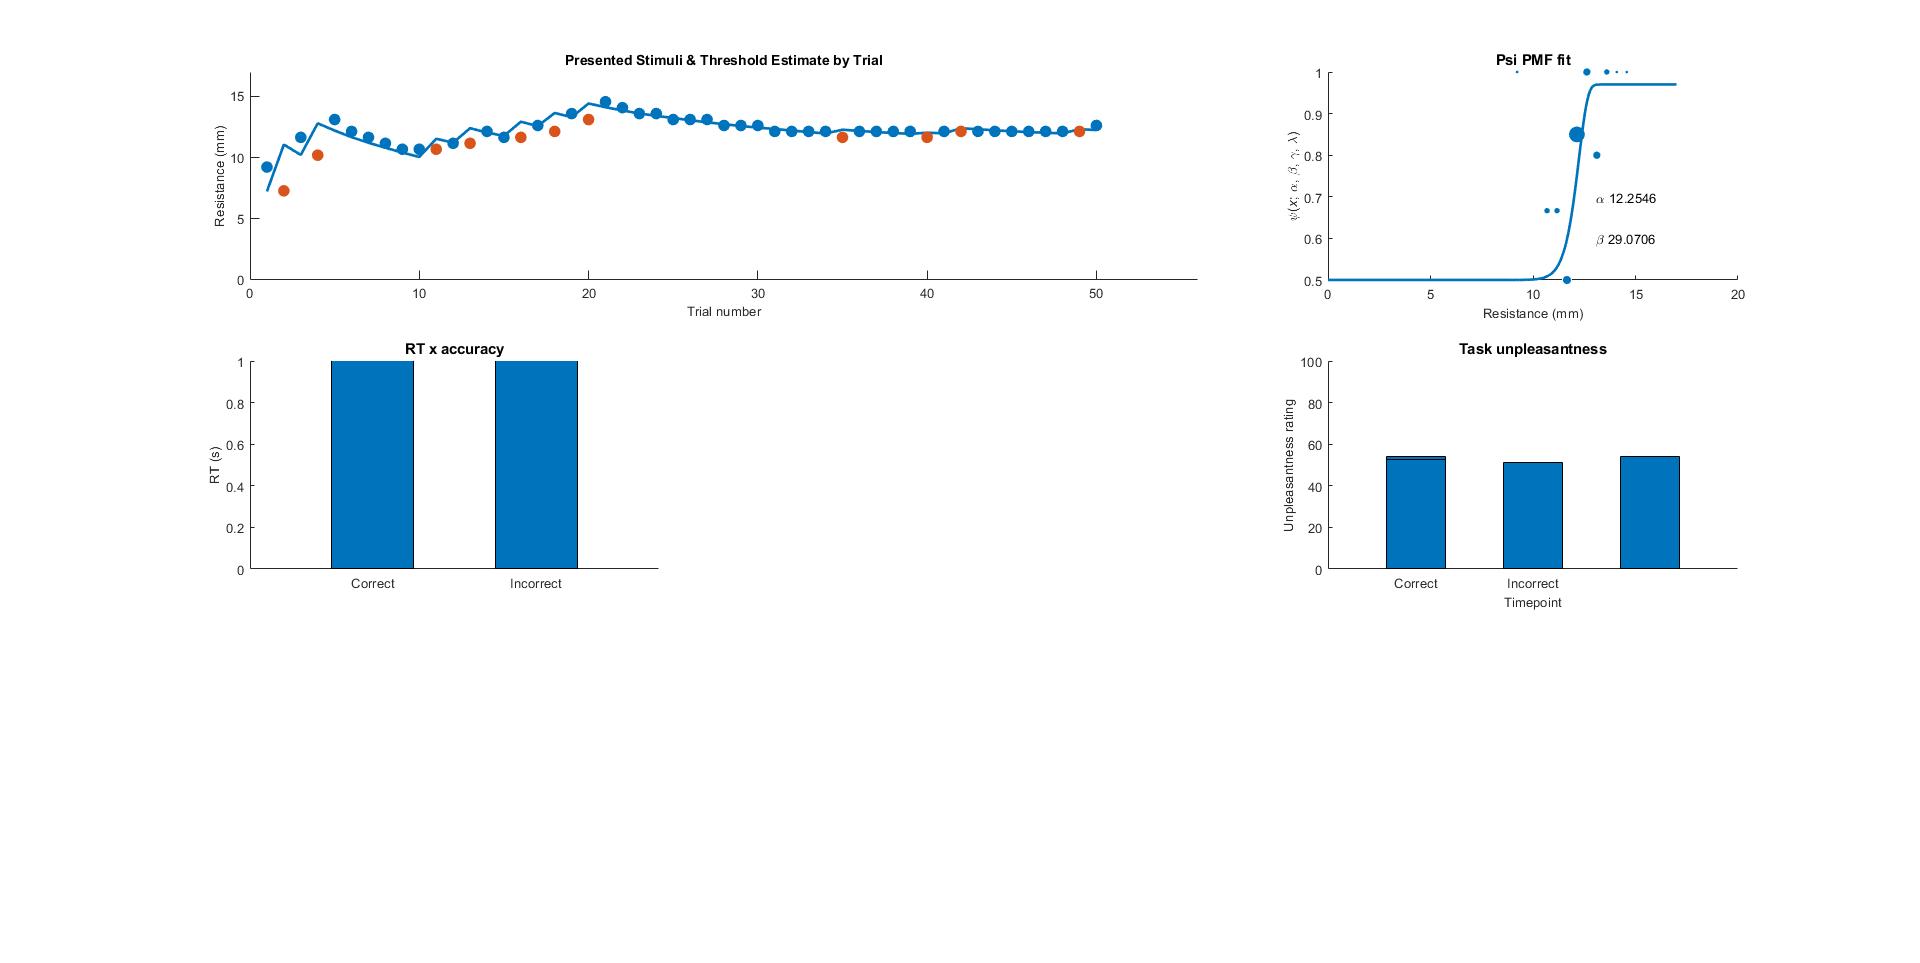 Presented Stimuli & Threshold Estimate by Trial
Resistance (mm)
15
10
5
0
0 10 20 30 40 50
Trial number
Psi PMF fit
ψ(x; α, β, γ, λ)
1
0.9
0.8
0.7
0.6
0.5
α 12.2546
β 29.0706
0 5 10 15 20
Resistance (mm)
RT x accuracy
RT (s)
1
0.8
0.6
0.4
0.2
0
Correct Incorrect
Task unpleasantness
Unpleasantness rating
100
80
60
40
20
0
Correct Incorrect
Timepoint